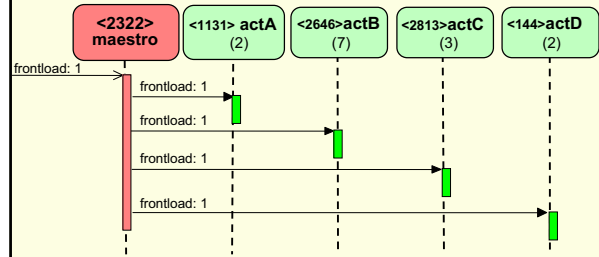 <2322>
maestro
<1131> actA
(2)
<2646>actB
(7)
<2813>actC
(3)
<144>actD
(2)
frontload: 1
frontload: 1
frontload: 1
frontload: 1
frontload: 1